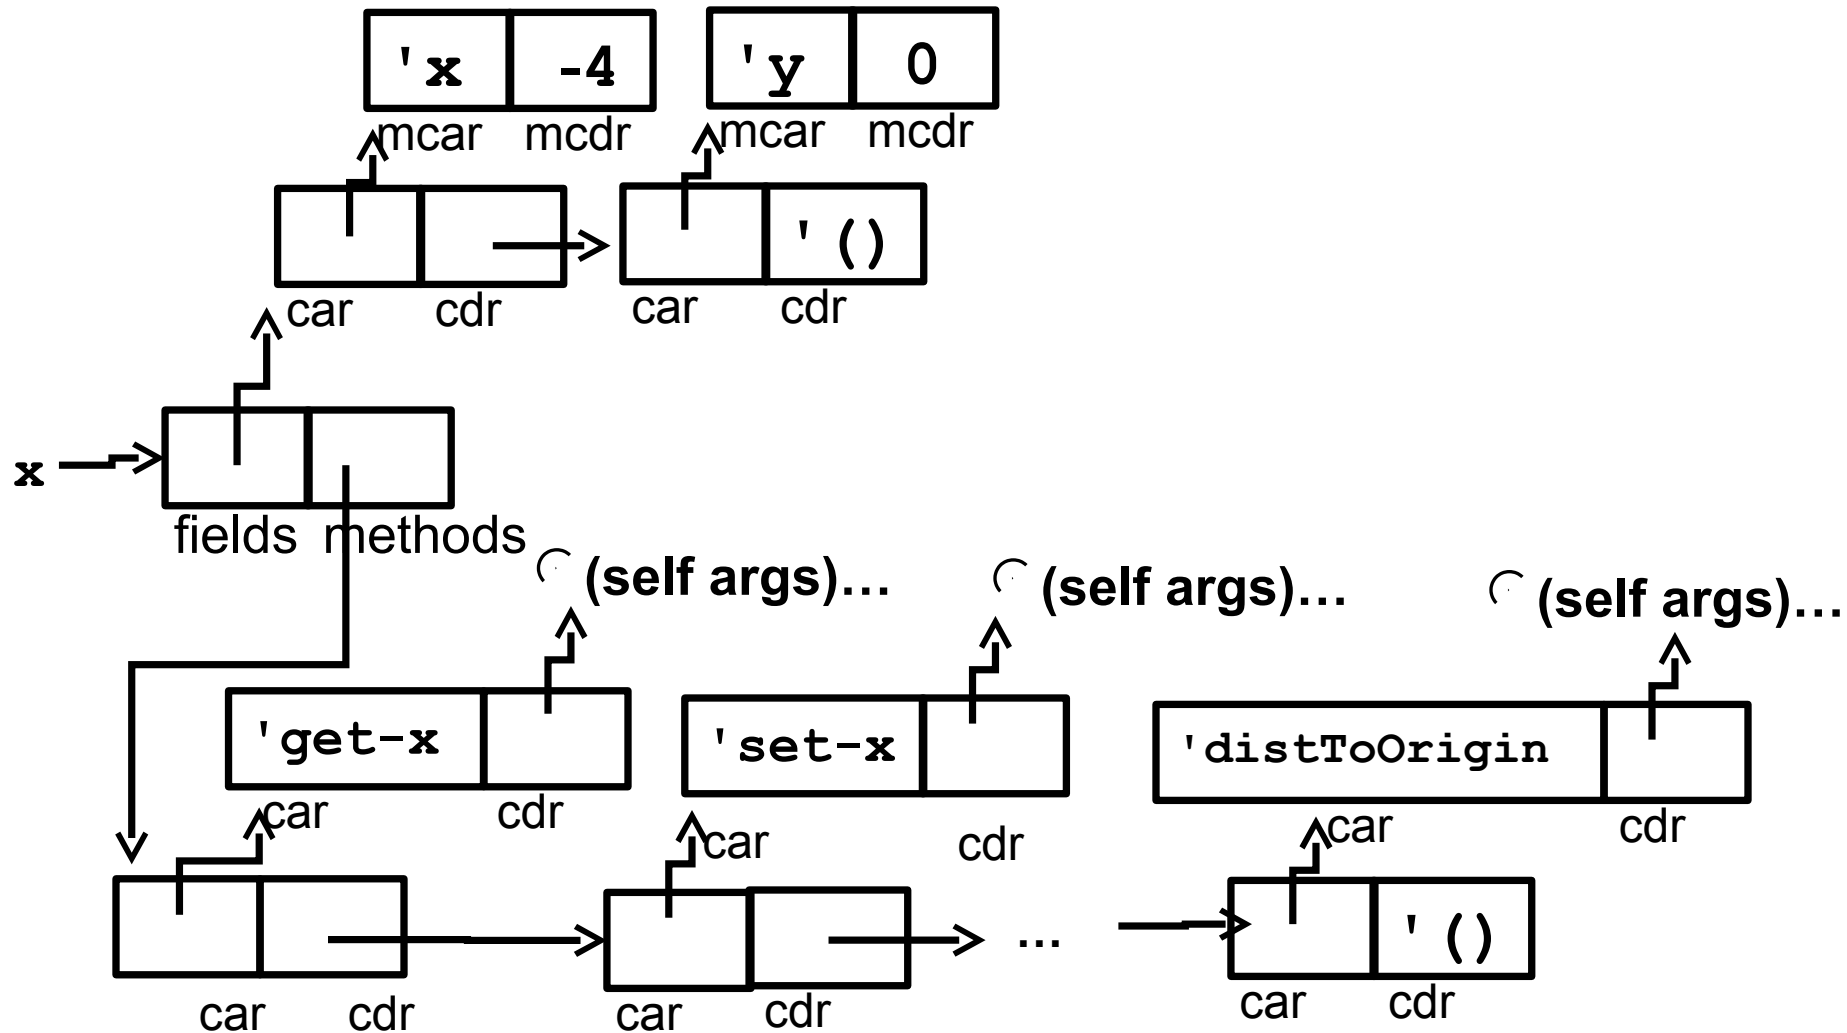 'x -4 'y 0
mcar mcdr mcar mcdr
'()
car cdr car cdr
x
fields methods
(self args)… (self args)… (self args)…
'get-x 'set-x 'distToOrigin
car cdr car cdr car cdr
… '()
car cdr car cdr car cdr